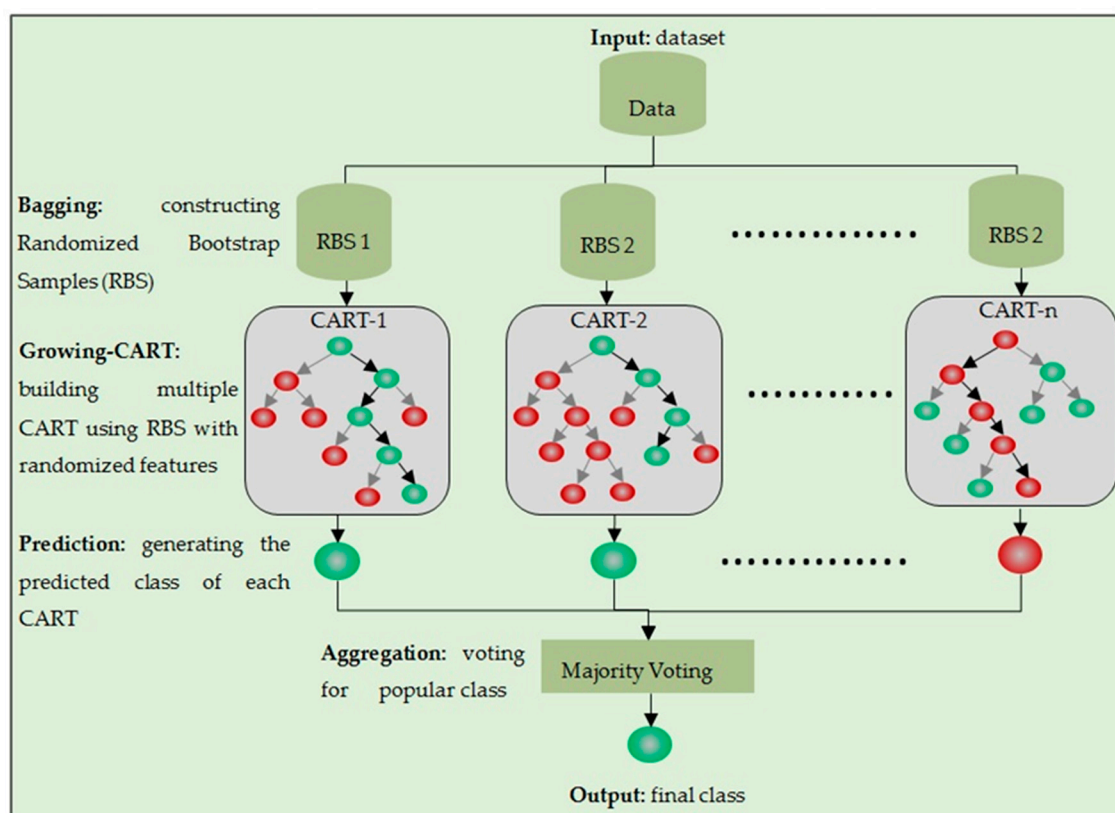 Input: dataset
Data
Bagging: constructing
Randomized Bootstrap
Samples (RBS)
RBS 1
RBS 2
RBS 2
CART-1
CART-2
CART-n
Growing-CART:
building multiple
CART using RBS with
randomized features
Prediction: generating the
predicted class of each
CART
Aggregation: voting
for popular class
Majority Voting
Output: final class